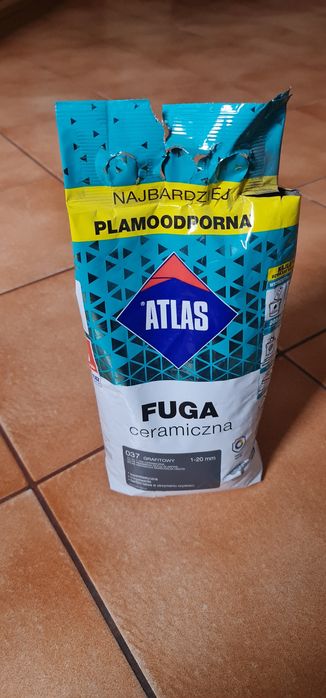 NAJBARDZIEJ
PLAMOODPORNA
ATLAS
FUGA
ceramiczna
037 GRAFITOWY 1-20 mm